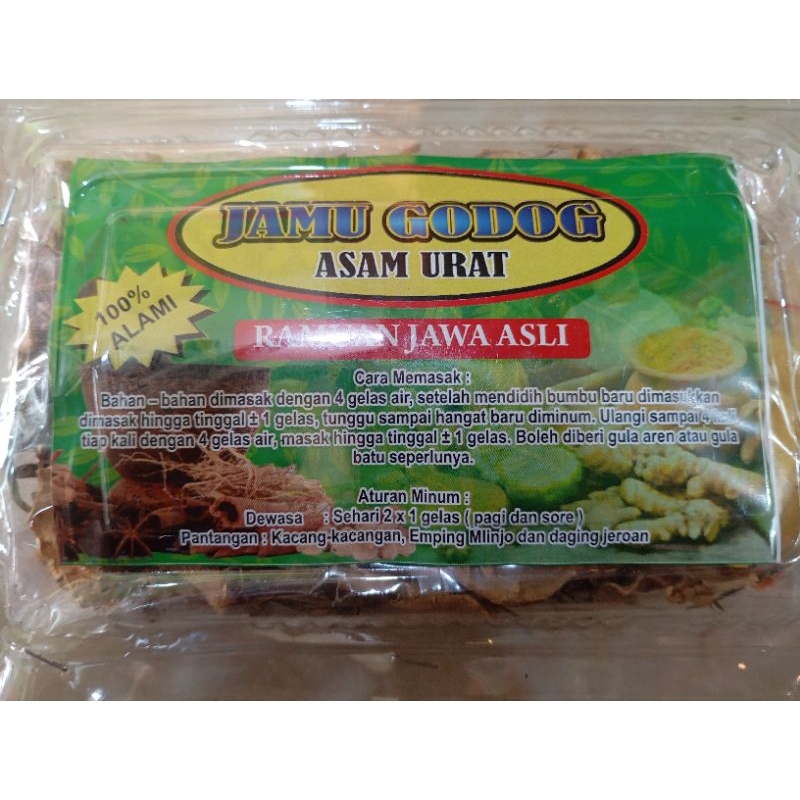 JAMU GODOG
ASAM URAT
100%
ALAMI
RAMUAN JAWA ASLI
Cara Memasak :
Bahan – bahan dimasak dengan 4 gelas air, setelah mendidih bumbu baru dimasukkan
dimasak hingga tinggal ± 1 gelas, tunggu sampai hangat baru diminum. Ulangi sampai 4 kali
tiap kali dengan 4 gelas air, masak hingga tinggal ± 1 gelas. Boleh diberi gula aren atau gula
batu seperlunya.
Aturan Minum :
Dewasa : Sehari 2 x 1 gelas ( pagi dan sore )
Pantangan : Kacang-kacangan, Emping Mlinjo dan daging jeroan